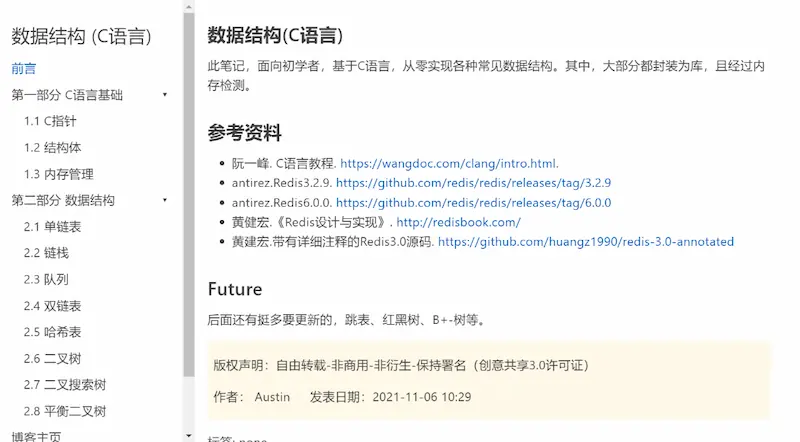 数据结构 (C语言)
前言
第一部分 C语言基础
1.1 C指针
1.2 结构体
1.3 内存管理
第二部分 数据结构
2.1 单链表
2.2 链栈
2.3 队列
2.4 双链表
2.5 哈希表
2.6 二叉树
2.7 二叉搜索树
2.8 平衡二叉树
博客主页
数据结构(C语言)
此笔记，面向初学者，基于C语言，从零实现各种常见数据结构。其中，大部分都封装为库，且经过内
存检测。
参考资料
阮一峰. C语言教程. https://wangdoc.com/clang/intro.html.
antirez.Redis3.2.9. https://github.com/redis/redis/releases/tag/3.2.9
antirez.Redis6.0.0. https://github.com/redis/redis/releases/tag/6.0.0
黄健宏.《Redis设计与实现》. http://redisbook.com/
黄建宏.带有详细注释的Redis3.0源码. https://github.com/huangz1990/redis-3.0-annotated
Future
后面还有挺多要更新的，跳表、红黑树、B+-树等。
版权声明：自由转载-非商用-非衍生-保持署名（创意共享3.0许可证）
作者： Austin 发表日期：2021-11-06 10:29
标签: none